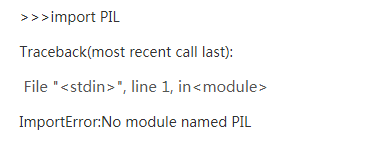 >>>import PIL
Traceback(most recent call last):
File "<stdin>", line 1, in<module>
ImportError:No module named PIL